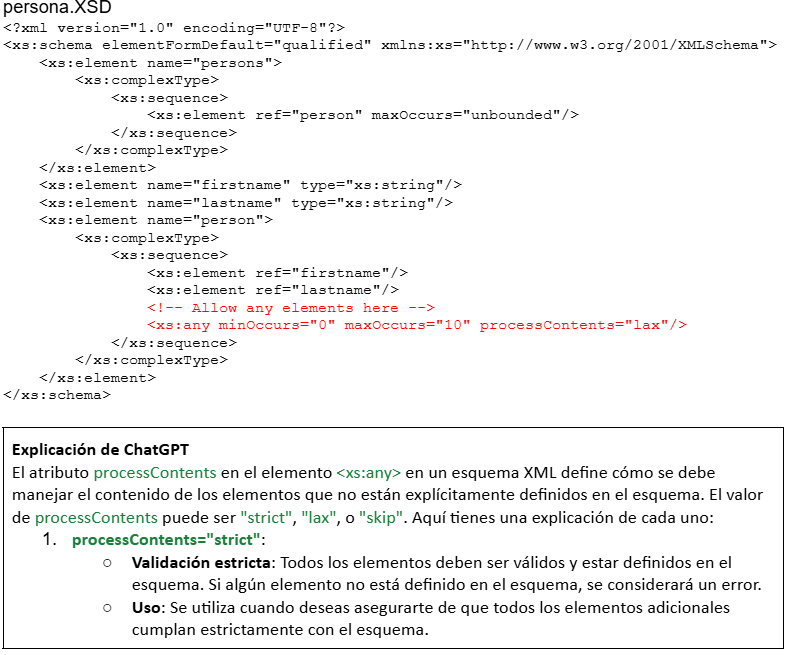 persona.XSD
<?xml version="1.0" encoding="UTF-8"?>
<xs:schema elementFormDefault="qualified" xmlns:xs="http://www.w3.org/2001/XMLSchema">
    <xs:element name="persons">
        <xs:complexType>
            <xs:sequence>
                <xs:element ref="person" maxOccurs="unbounded"/>
            </xs:sequence>
        </xs:complexType>
    </xs:element>
    <xs:element name="firstname" type="xs:string"/>
    <xs:element name="lastname" type="xs:string"/>
    <xs:element name="person">
        <xs:complexType>
            <xs:sequence>
                <xs:element ref="firstname"/>
                <xs:element ref="lastname"/>
                <!-- Allow any elements here -->
                <xs:any minOccurs="0" maxOccurs="10" processContents="lax"/>
            </xs:sequence>
        </xs:complexType>
    </xs:element>
</xs:schema>
Explicación de ChatGPT
El atributo processContents en el elemento <xs:any> en un esquema XML define cómo se debe
manejar el contenido de los elementos que no están explícitamente definidos en el esquema. El valor
de processContents puede ser "strict", "lax", o "skip". Aquí tienes una explicación de cada uno:
1. processContents="strict":
○ Validación estricta: Todos los elementos deben ser válidos y estar definidos en el
esquema. Si algún elemento no está definido en el esquema, se considerará un error.
○ Uso: Se utiliza cuando deseas asegurarte de que todos los elementos adicionales
cumplan estrictamente con el esquema.